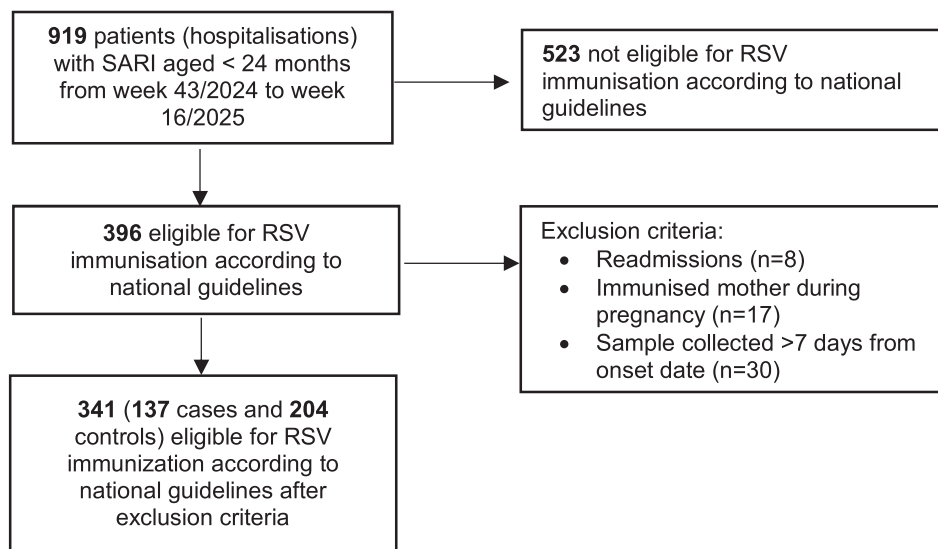 919 patients (hospitalisations)
with SARI aged < 24 months
from week 43/2024 to week
16/2025
523 not eligible for RSV
immunisation according to national
guidelines
396 eligible for RSV
immunisation according to
national guidelines
Exclusion criteria:
• Readmissions (n=8)
• Immunised mother during
pregnancy (n=17)
• Sample collected >7 days from
onset date (n=30)
341 (137 cases and 204
controls) eligible for RSV
immunization according to
national guidelines after
exclusion criteria